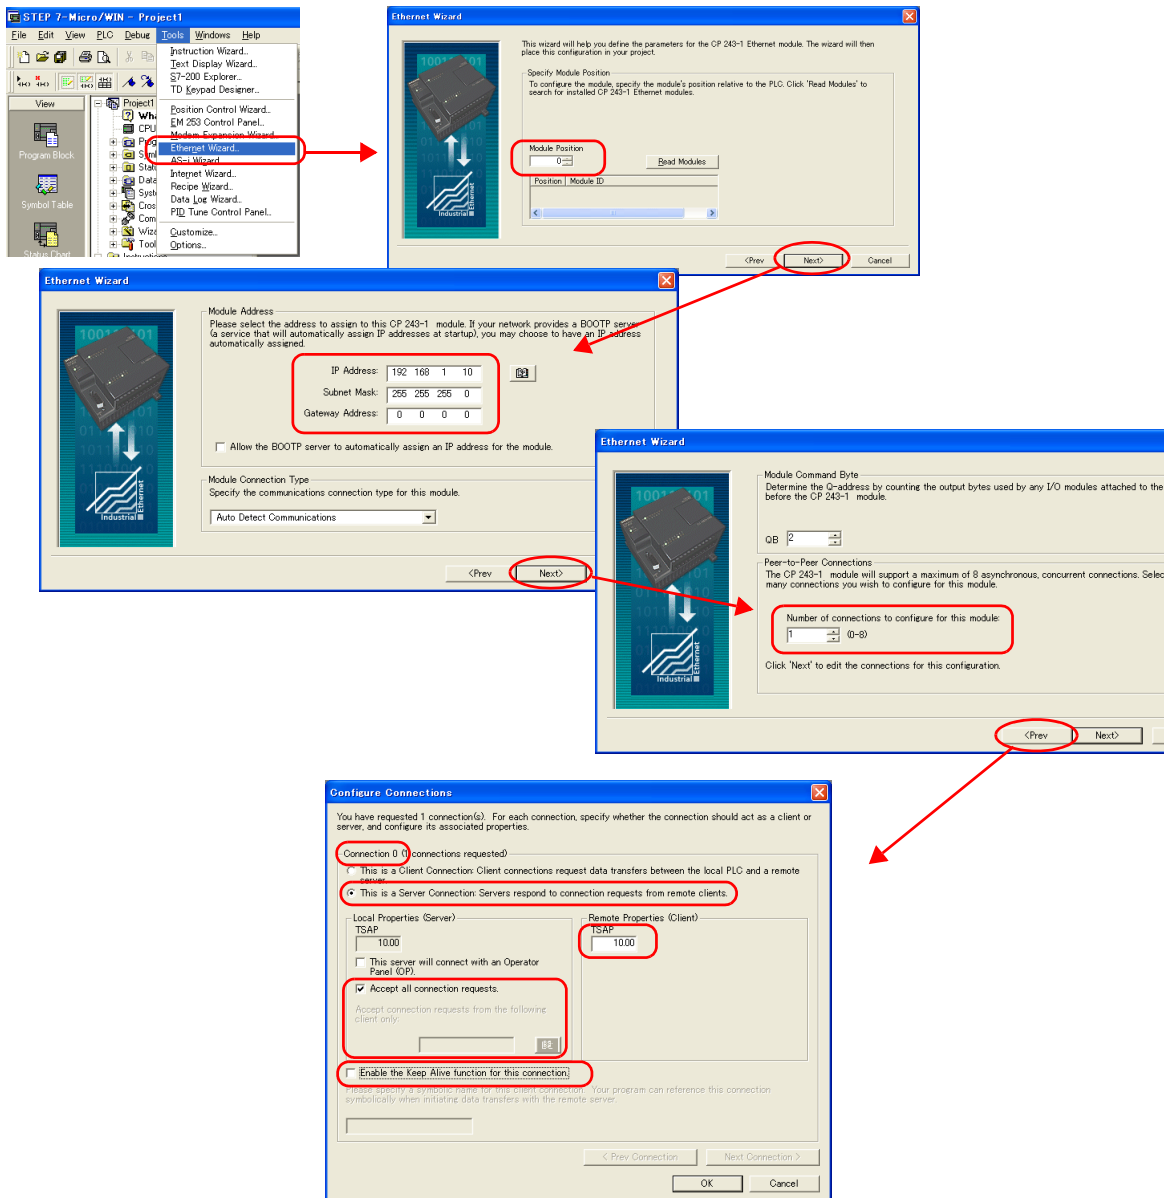 STEP 7-Micro/WIN - Project1
File Edit View PLC Debug Tools Windows Help
Instruction Wizard...
Text Display Wizard...
S7-200 Explorer...
TD Keypad Designer...
Position Control Wizard...
EM 253 Control Panel...
Modem Expansion Wizard...
Ethernet Wizard...
AS-i Wizard...
Internet Wizard...
Recipe Wizard...
Data Log Wizard...
PID Tune Control Panel...
Customize...
Options...
View
Program Block
Symbol Table
Status Chart
Project1
Wha
CPU
Prog
Sym
Statu
Data
Syst
Cros
Com
Wiza
Tool
Instructions
Ethernet Wizard
This wizard will help you define the parameters for the CP 243-1 Ethernet module. The wizard will then
place this configuration in your project.
Specify Module Position
To configure the module, specify the module's position relative to the PLC. Click 'Read Modules' to
search for installed CP 243-1 Ethernet modules.
Module Position
0
Read Modules
Position Module ID
Industrial Ethernet
<Prev Next> Cancel
Ethernet Wizard
Module Address
Please select the address to assign to this CP 243-1 module. If your network provides a BOOTP server
(a service that will automatically assign IP addresses at startup), you may choose to have an IP address
automatically assigned.
IP Address: 192 168 1 10
Subnet Mask: 255 255 255 0
Gateway Address: 0 0 0 0
Allow the BOOTP server to automatically assign an IP address for the module.
Module Connection Type
Specify the communications connection type for this module.
Auto Detect Communications
Industrial Ethernet
<Prev Next>
Ethernet Wizard
Module Command Byte
Determine the Q-address by counting the output bytes used by any I/O modules attached to the
before the CP 243-1 module.
QB 2
Peer-to-Peer Connections
The CP 243-1 module will support a maximum of 8 asynchronous, concurrent connections. Selec
many connections you wish to configure for this module.
Number of connections to configure for this module:
1 (0-8)
Click 'Next' to edit the connections for this configuration.
Industrial Ethernet
<Prev Next>
Configure Connections
You have requested 1 connection(s). For each connection, specify whether the connection should act as a client or
server, and configure its associated properties.
Connection 0 (1 connections requested)
This is a Client Connection: Client connections request data transfers between the local PLC and a remote
server.
This is a Server Connection: Servers respond to connection requests from remote clients.
Local Properties (Server)
TSAP
10.00
This server will connect with an Operator
Panel (OP).
Accept all connection requests.
Accept connection requests from the following
client only:
Remote Properties (Client)
TSAP
10.00
Enable the Keep Alive function for this connection.
Please specify a symbolic name for this client connection. Your program can reference this connection
symbolically when initiating data transfers with the remote server.
< Prev Connection Next Connection >
OK Cancel